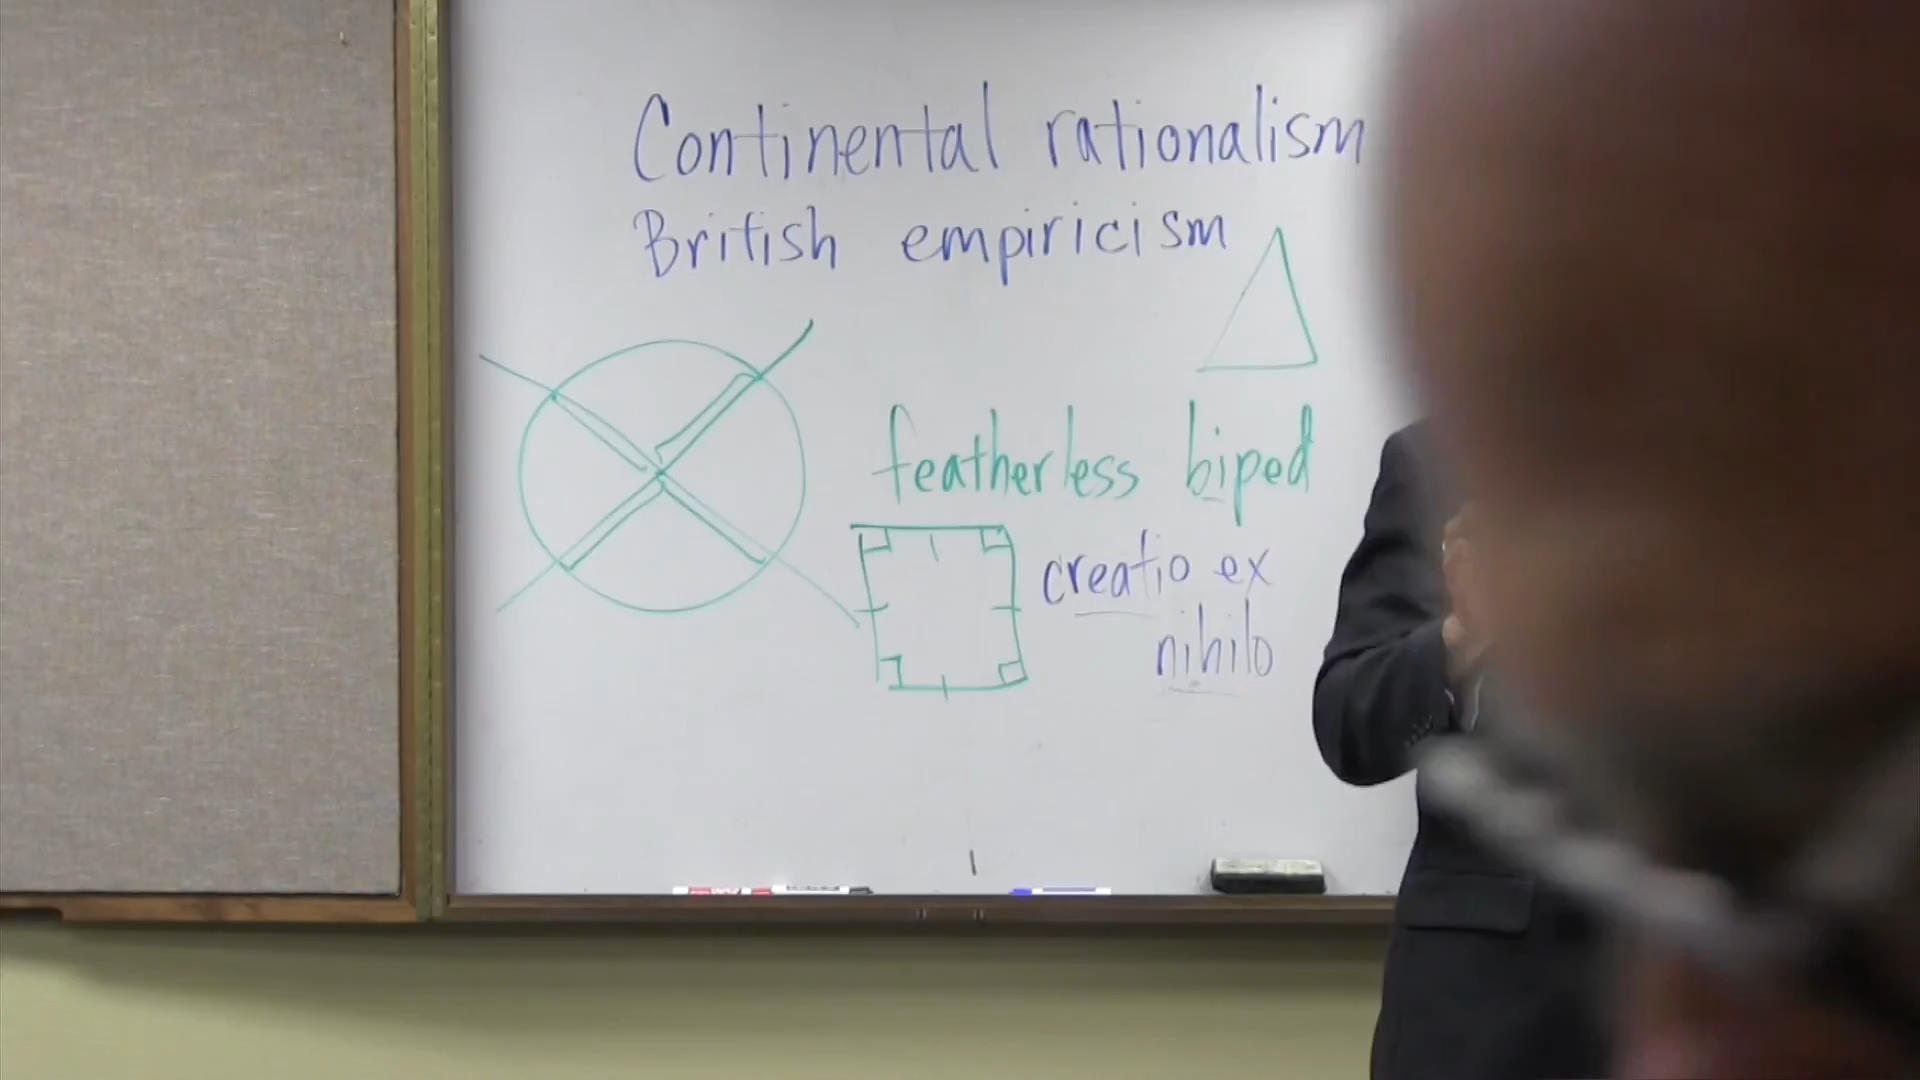 Continental rationalism
British empiricism
featherless biped
creatio ex
nihilo